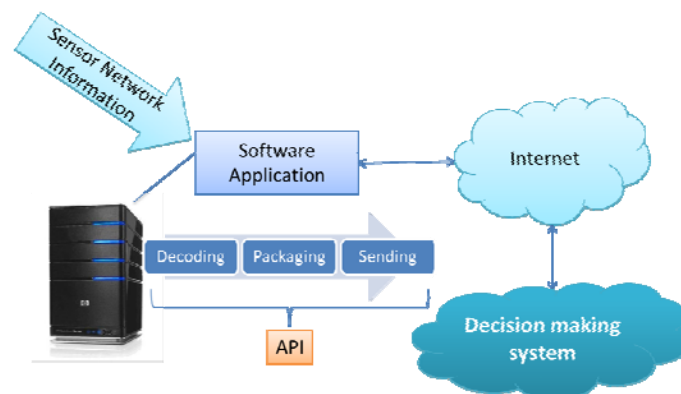 Sensor Network
Information
Software
Application
Internet
Decoding
Packaging
Sending
API
Decision making
system